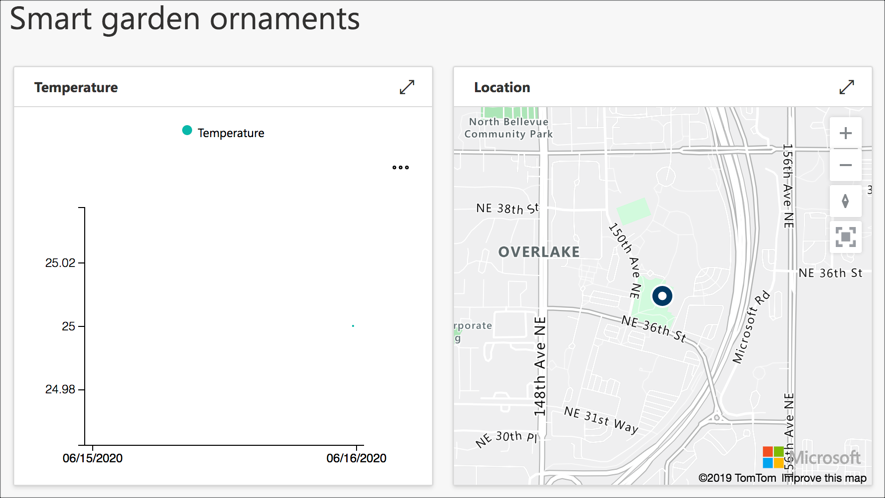 Smart garden ornaments
Temperature
Temperature
25.02
25
24.98
06/15/2020
06/16/2020
Location
North Bellevue
Community Park
156th Ave NE
NE 38th St
150th Ave NE
OVERLAKE
NE 36th St
3
rporate
g
NE 36th St
Microsoft Rd
148th Ave NE
NE 31st Way
NE 30th Pl
156th Ave NE
Microsoft
©2019 TomTom Improve this map